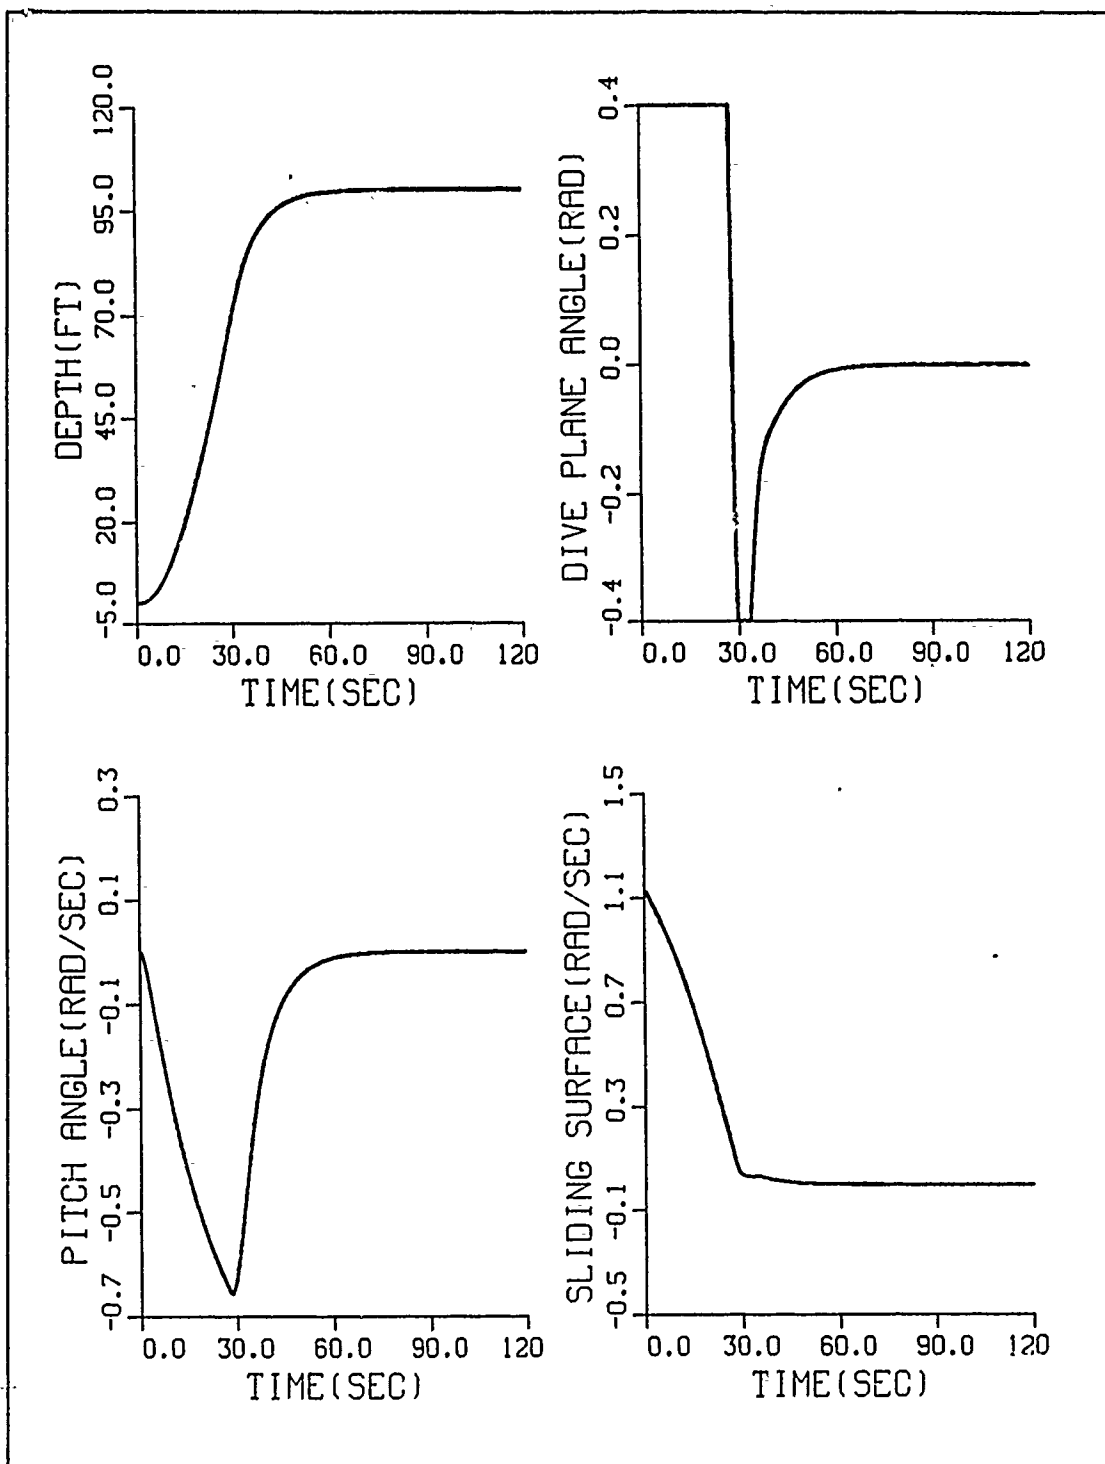 DEPTH(FT)
120.0
95.0
70.0
45.0
20.0
-5.0
0.0 30.0 60.0 90.0 120
TIME(SEC)
DIVE PLANE ANGLE(RAD)
0.4
0.2
0.0
-0.2
-0.4
0.0 30.0 60.0 90.0 120
TIME(SEC)
PITCH ANGLE(RAD/SEC)
0.3
0.1
-0.1
-0.3
-0.5
-0.7
0.0 30.0 60.0 90.0 120
TIME(SEC)
SLIDING SURFACE(RAD/SEC)
1.5
1.1
0.7
0.3
-0.1
-0.5
0.0 30.0 60.0 90.0 120
TIME(SEC)